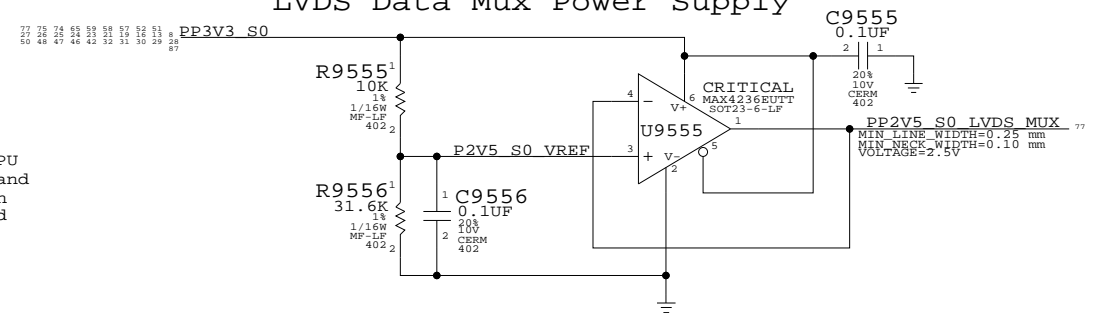 LVDS Data Mux Power Supply
77 75 74 65 59 58 57 52 51
27 26 25 24 23 21 19 16 13 8
50 48 47 46 42 32 31 30 29 28
87
PP3V3_S0
C9555
0.1UF
2 1
20%
10V
CERM
402
R9555
1
10K
1%
1/16W
MF-LF
402
2
CRITICAL
MAX4236EUTT
SOT23-6-LF
4
6
V+
U9555
1
PP2V5_S0_LVDS_MUX
77
MIN_LINE_WIDTH=0.25 mm
MIN_NECK_WIDTH=0.10 mm
VOLTAGE=2.5V
P2V5_S0_VREF
3
V-
5
2
PU
and
n
d
R9556
1
31.6K
1%
1/16W
MF-LF
402
2
1
C9556
0.1UF
20%
10V
CERM
402
2